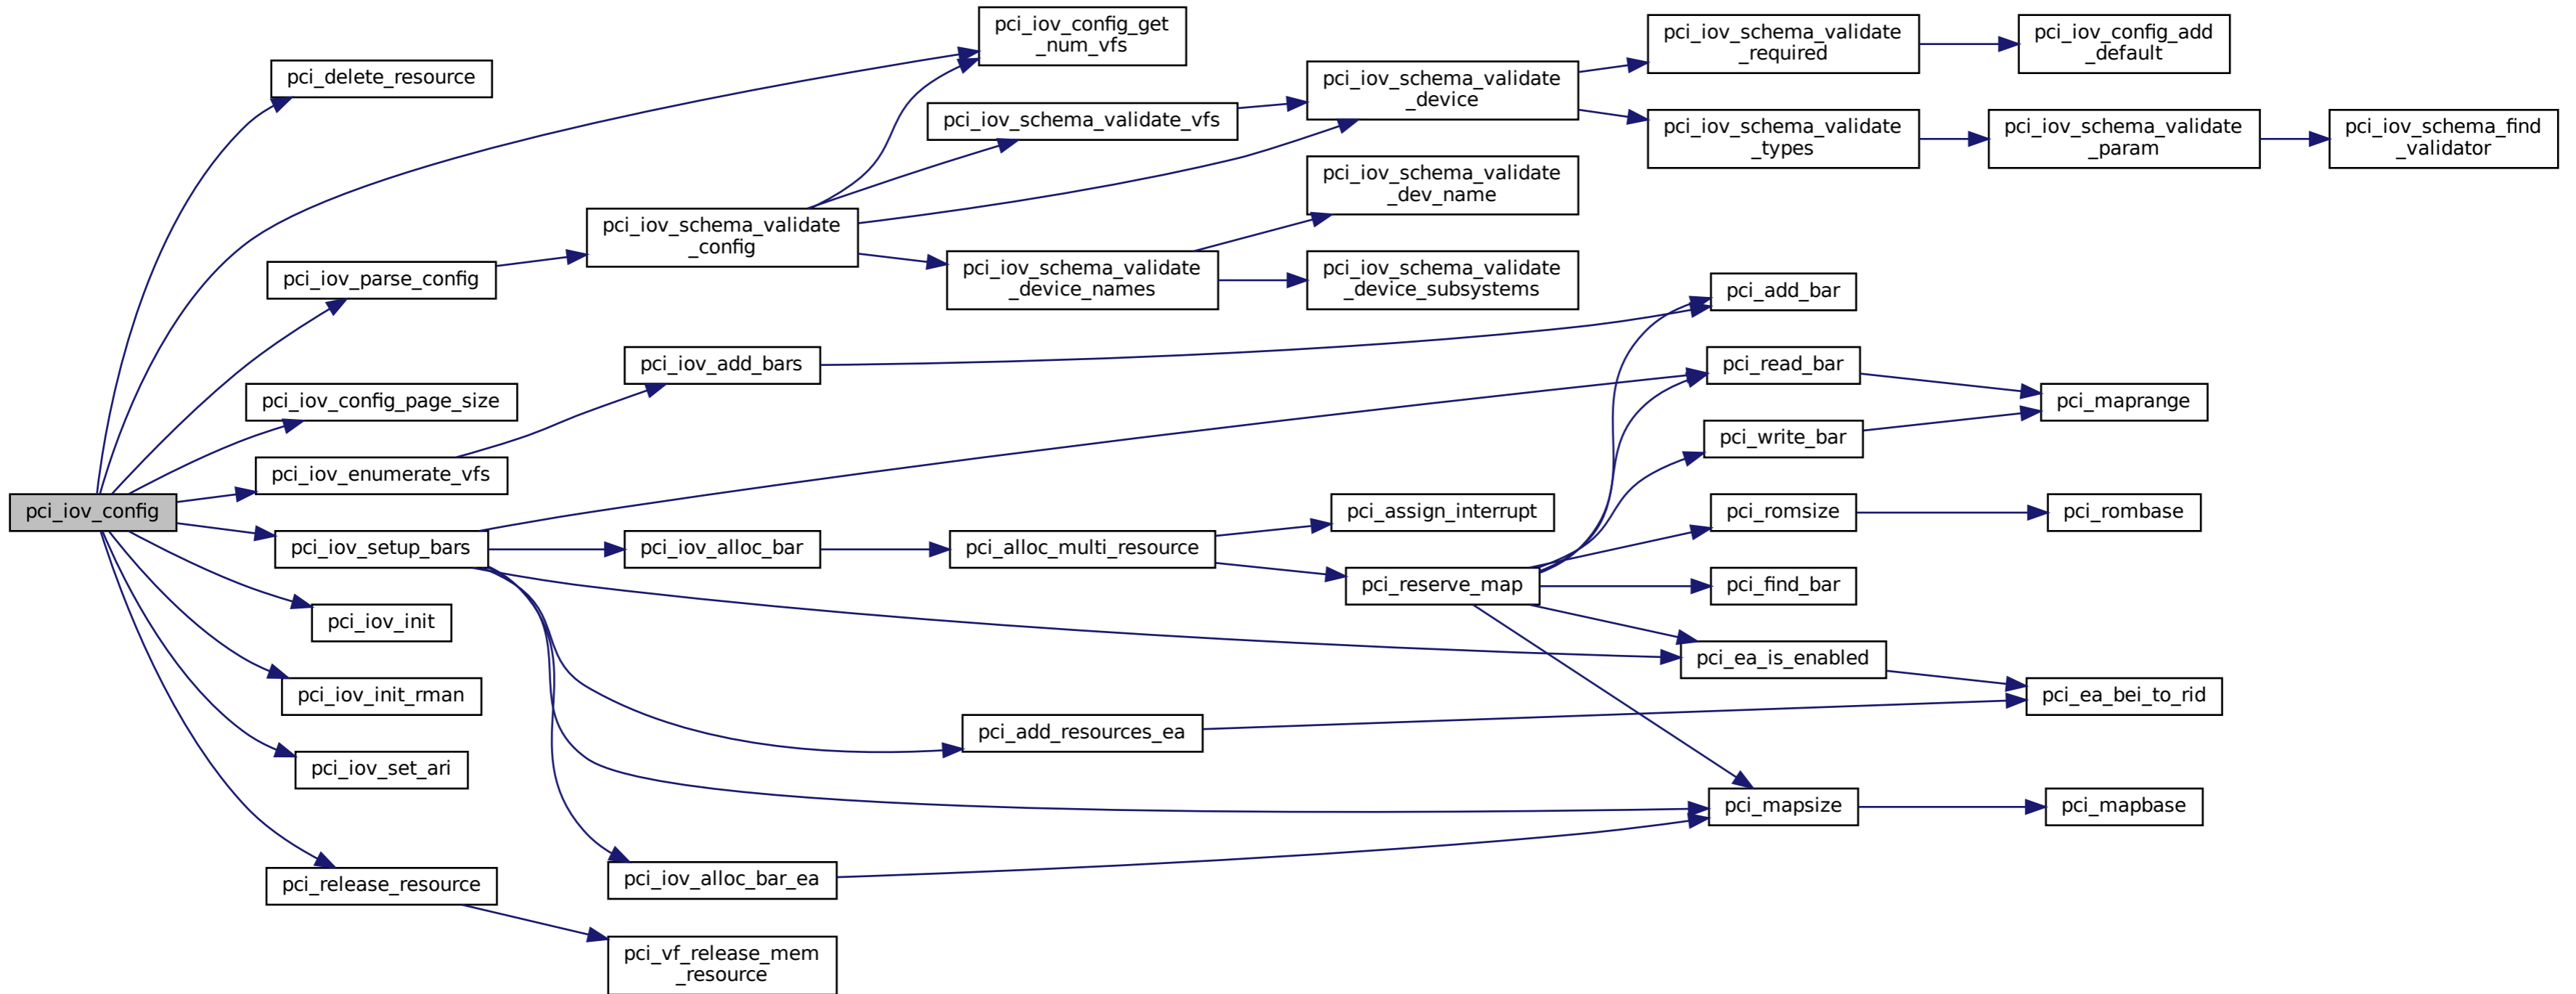 pci_iov_config
pci_delete_resource
pci_iov_config_get
_num_vfs
pci_iov_parse_config
pci_iov_schema_validate
_config
pci_iov_schema_validate_vfs
pci_iov_schema_validate
_device
pci_iov_schema_validate
_required
pci_iov_config_add
_default
pci_iov_schema_validate
_types
pci_iov_schema_validate
_param
pci_iov_schema_find
_validator
pci_iov_schema_validate
_device_names
pci_iov_schema_validate
_dev_name
pci_iov_schema_validate
_device_subsystems
pci_iov_config_page_size
pci_iov_enumerate_vfs
pci_iov_add_bars
pci_add_bar
pci_iov_setup_bars
pci_read_bar
pci_maprange
pci_write_bar
pci_iov_alloc_bar
pci_alloc_multi_resource
pci_assign_interrupt
pci_reserve_map
pci_romsize
pci_rombase
pci_find_bar
pci_ea_is_enabled
pci_ea_bei_to_rid
pci_add_resources_ea
pci_mapsize
pci_mapbase
pci_iov_alloc_bar_ea
pci_iov_init
pci_iov_init_rman
pci_iov_set_ari
pci_release_resource
pci_vf_release_mem
_resource